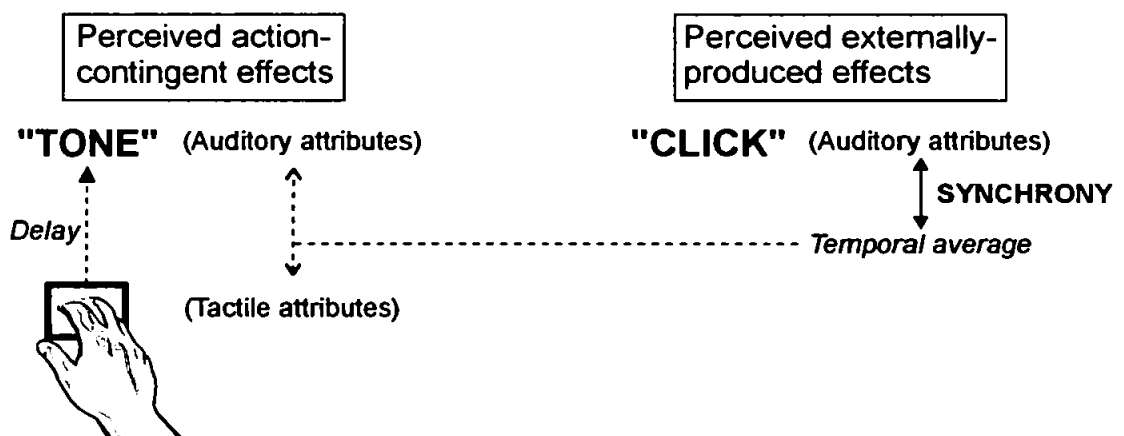 Perceived action-
contingent effects
Perceived externally-
produced effects
"TONE" (Auditory attributes)
"CLICK" (Auditory attributes)
SYNCHRONY
Delay
Temporal average
(Tactile attributes)